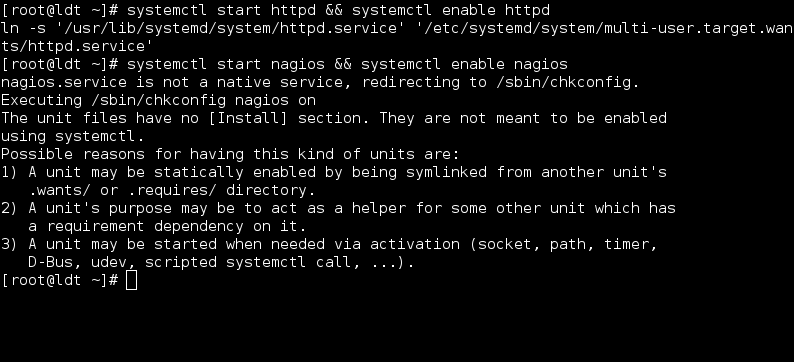 [root@ldt ~]# systemctl start httpd && systemctl enable httpd
ln -s '/usr/lib/systemd/system/httpd.service' '/etc/systemd/system/multi-user.target.wan
ts/httpd.service'
[root@ldt ~]# systemctl start nagios && systemctl enable nagios
nagios.service is not a native service, redirecting to /sbin/chkconfig.
Executing /sbin/chkconfig nagios on
The unit files have no [Install] section. They are not meant to be enabled
using systemctl.
Possible reasons for having this kind of units are:
1) A unit may be statically enabled by being symlinked from another unit's
   .wants/ or .requires/ directory.
2) A unit's purpose may be to act as a helper for some other unit which has
   a requirement dependency on it.
3) A unit may be started when needed via activation (socket, path, timer,
   D-Bus, udev, scripted systemctl call, ...).
[root@ldt ~]#